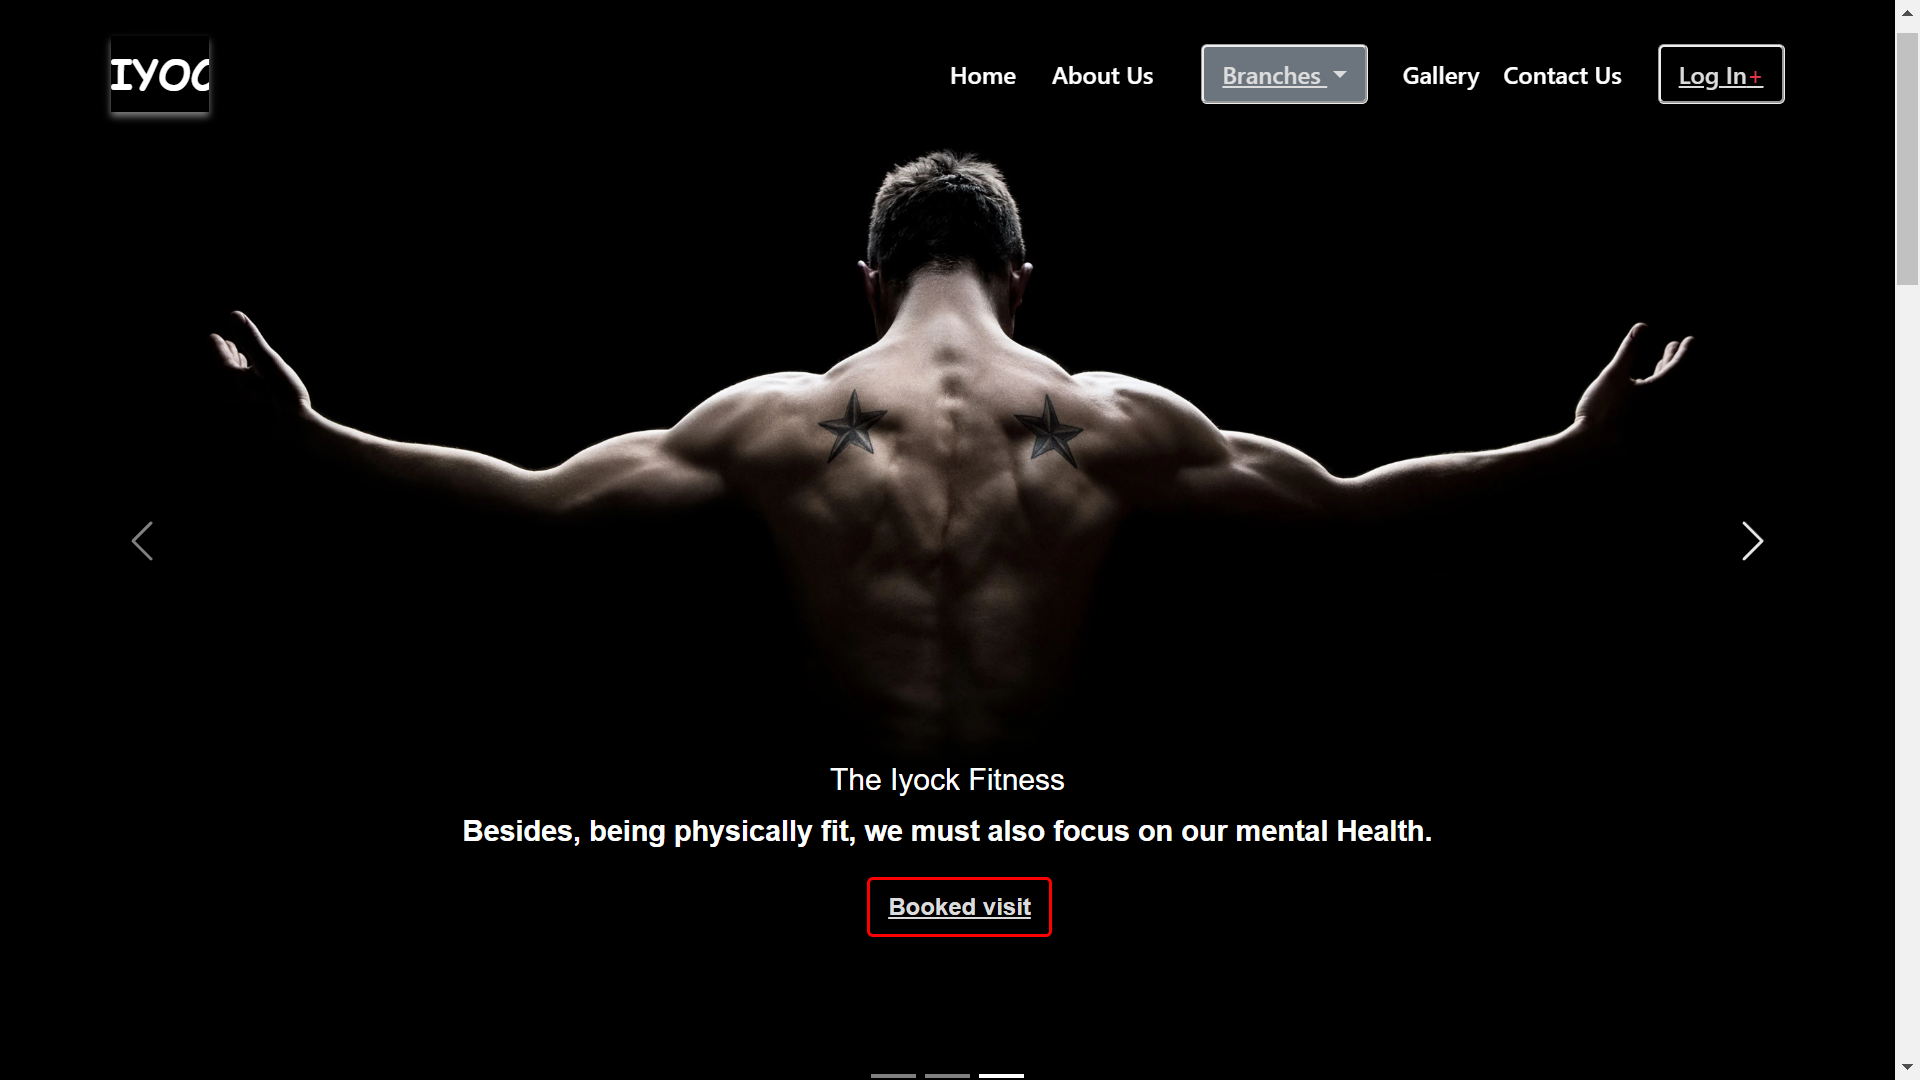 IYOC
Home
About Us
Branches
Gallery
Contact Us
Log In+
The Iyock Fitness
Besides, being physically fit, we must also focus on our mental Health.
Booked visit